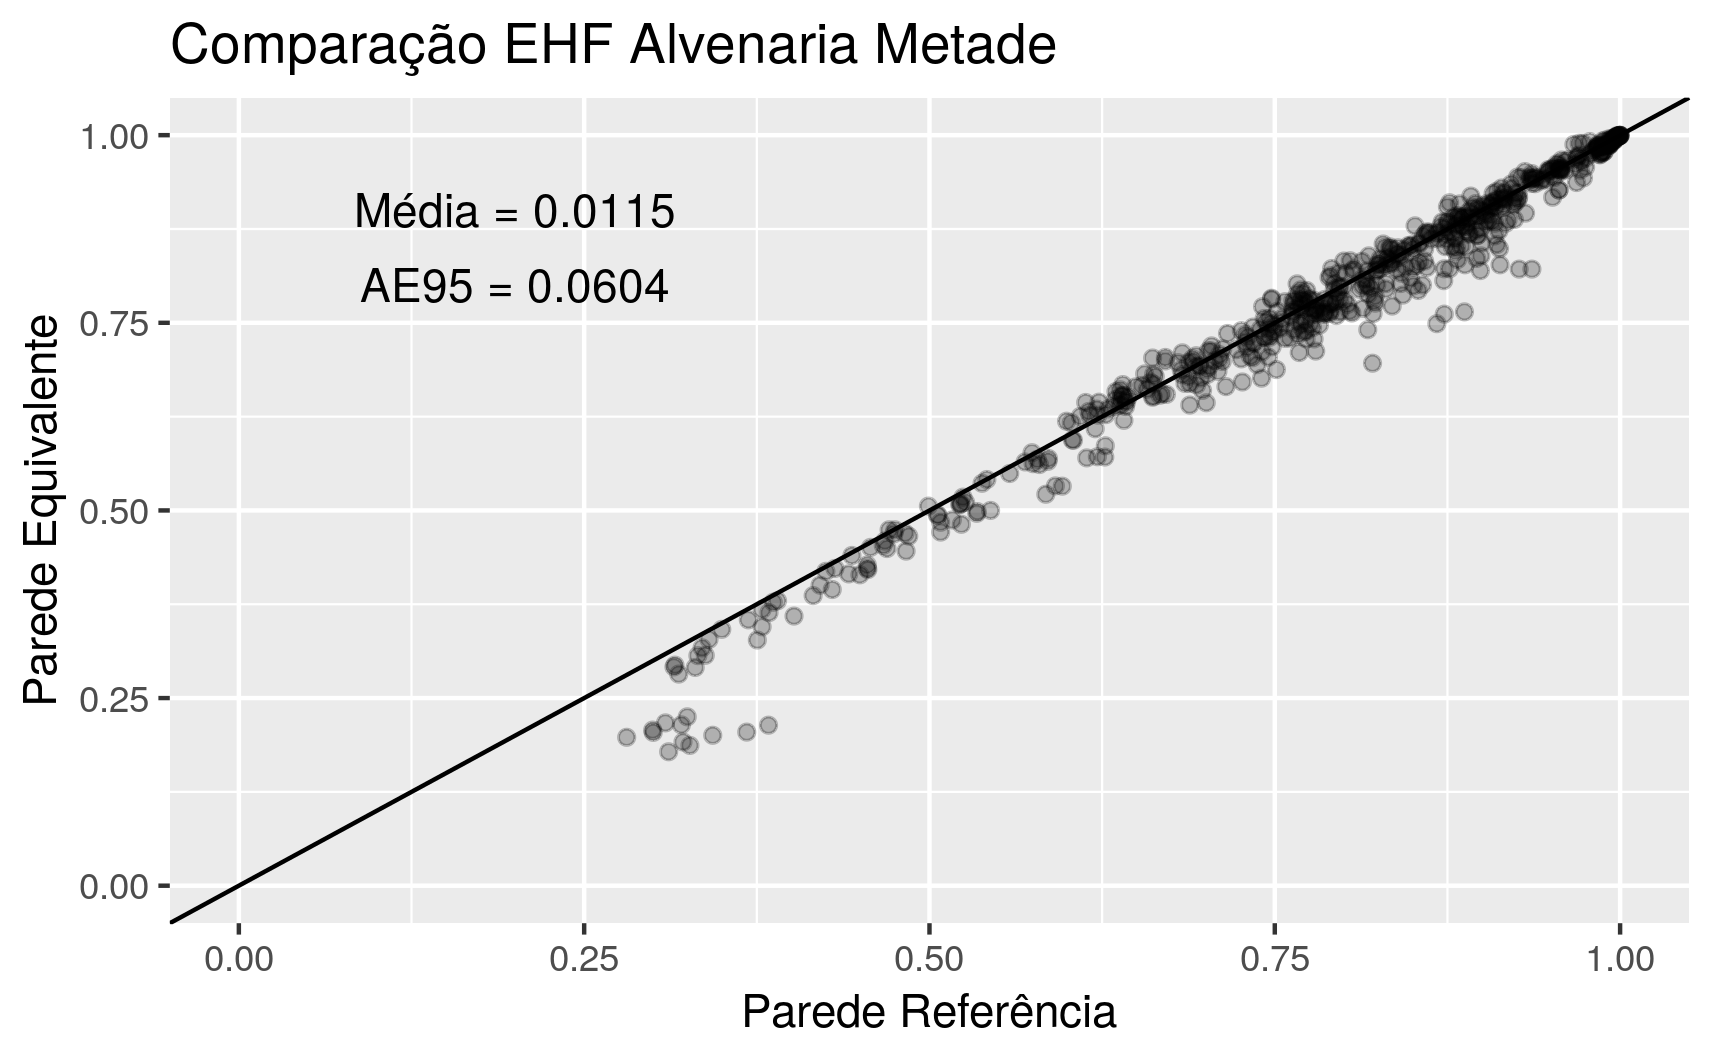 Comparação EHF Alvenaria Metade
Média = 0.0115
AE95 = 0.0604
Parede Equivalente
1.00
0.75
0.50
0.25
0.00
0.00 0.25 0.50 0.75 1.00
Parede Referência